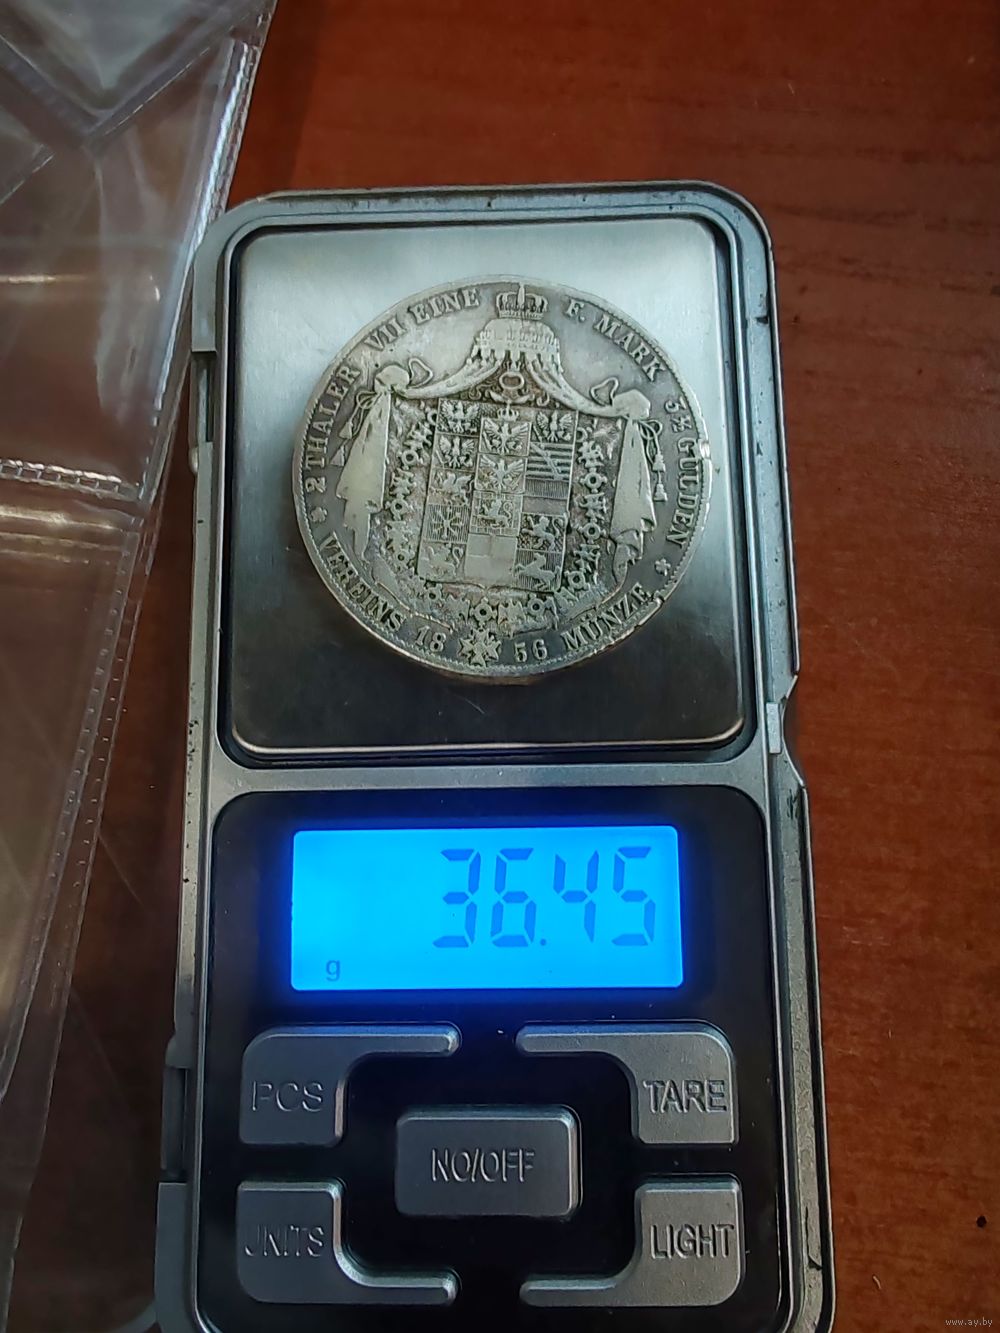 2 THALER VII EINE F. MARK 3½ GULDEN
VEREINS 18 56 MÜNZE
36.45
g
PCS
TARE
NO/OFF
UNITS
LIGHT
www.ay.by